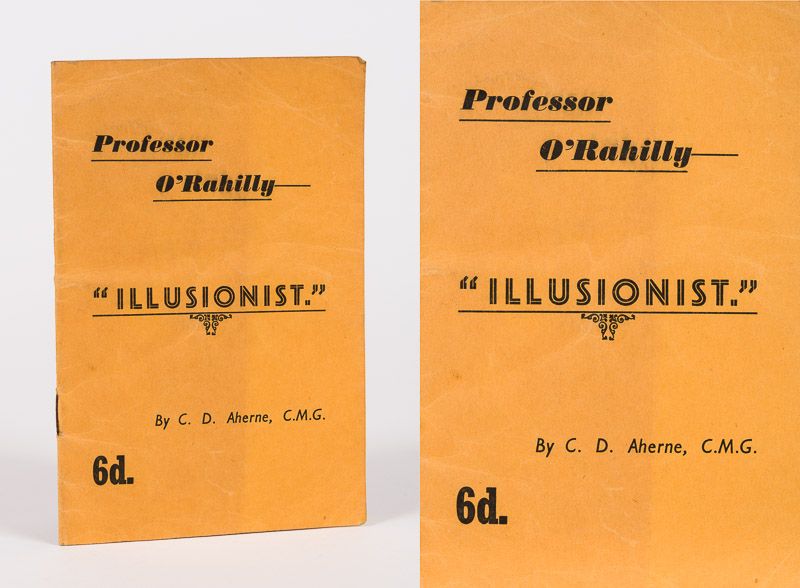 Professor
O'Rahilly—
“ILLUSIONIST.”
By C. D. Aherne, C.M.G.
6d.
Professor
O'Rahilly—
“ILLUSIONIST.”
By C. D. Aherne, C.M.G.
6d.